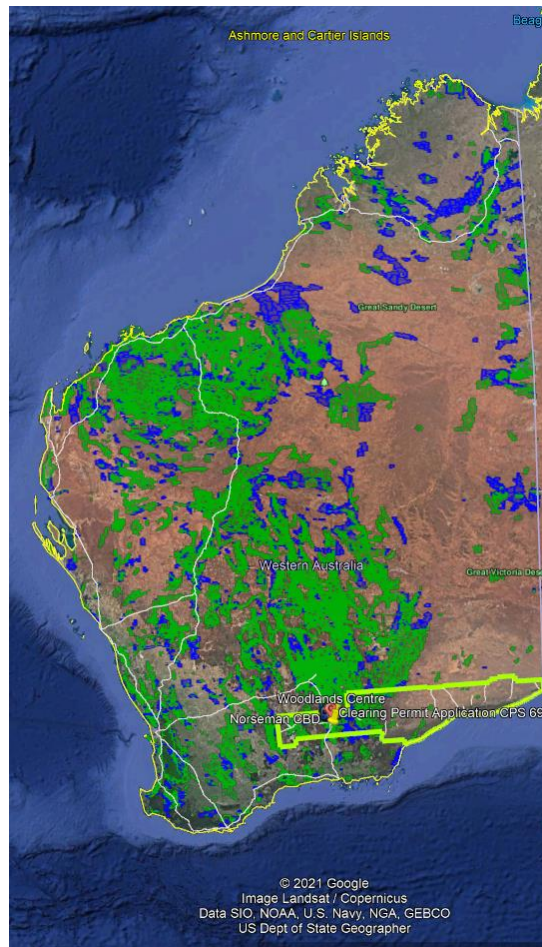 Ashmore and Cartier Islands
Beag
Great Sandy Desert
Western Australia
Great Victoria Dese
Woodlands Centre
Norseman CBD
Clearing Permit Application CPS 69
© 2021 Google
Image Landsat / Copernicus
Data SIO, NOAA, U.S. Navy, NGA, GEBCO
US Dept of State Geographer